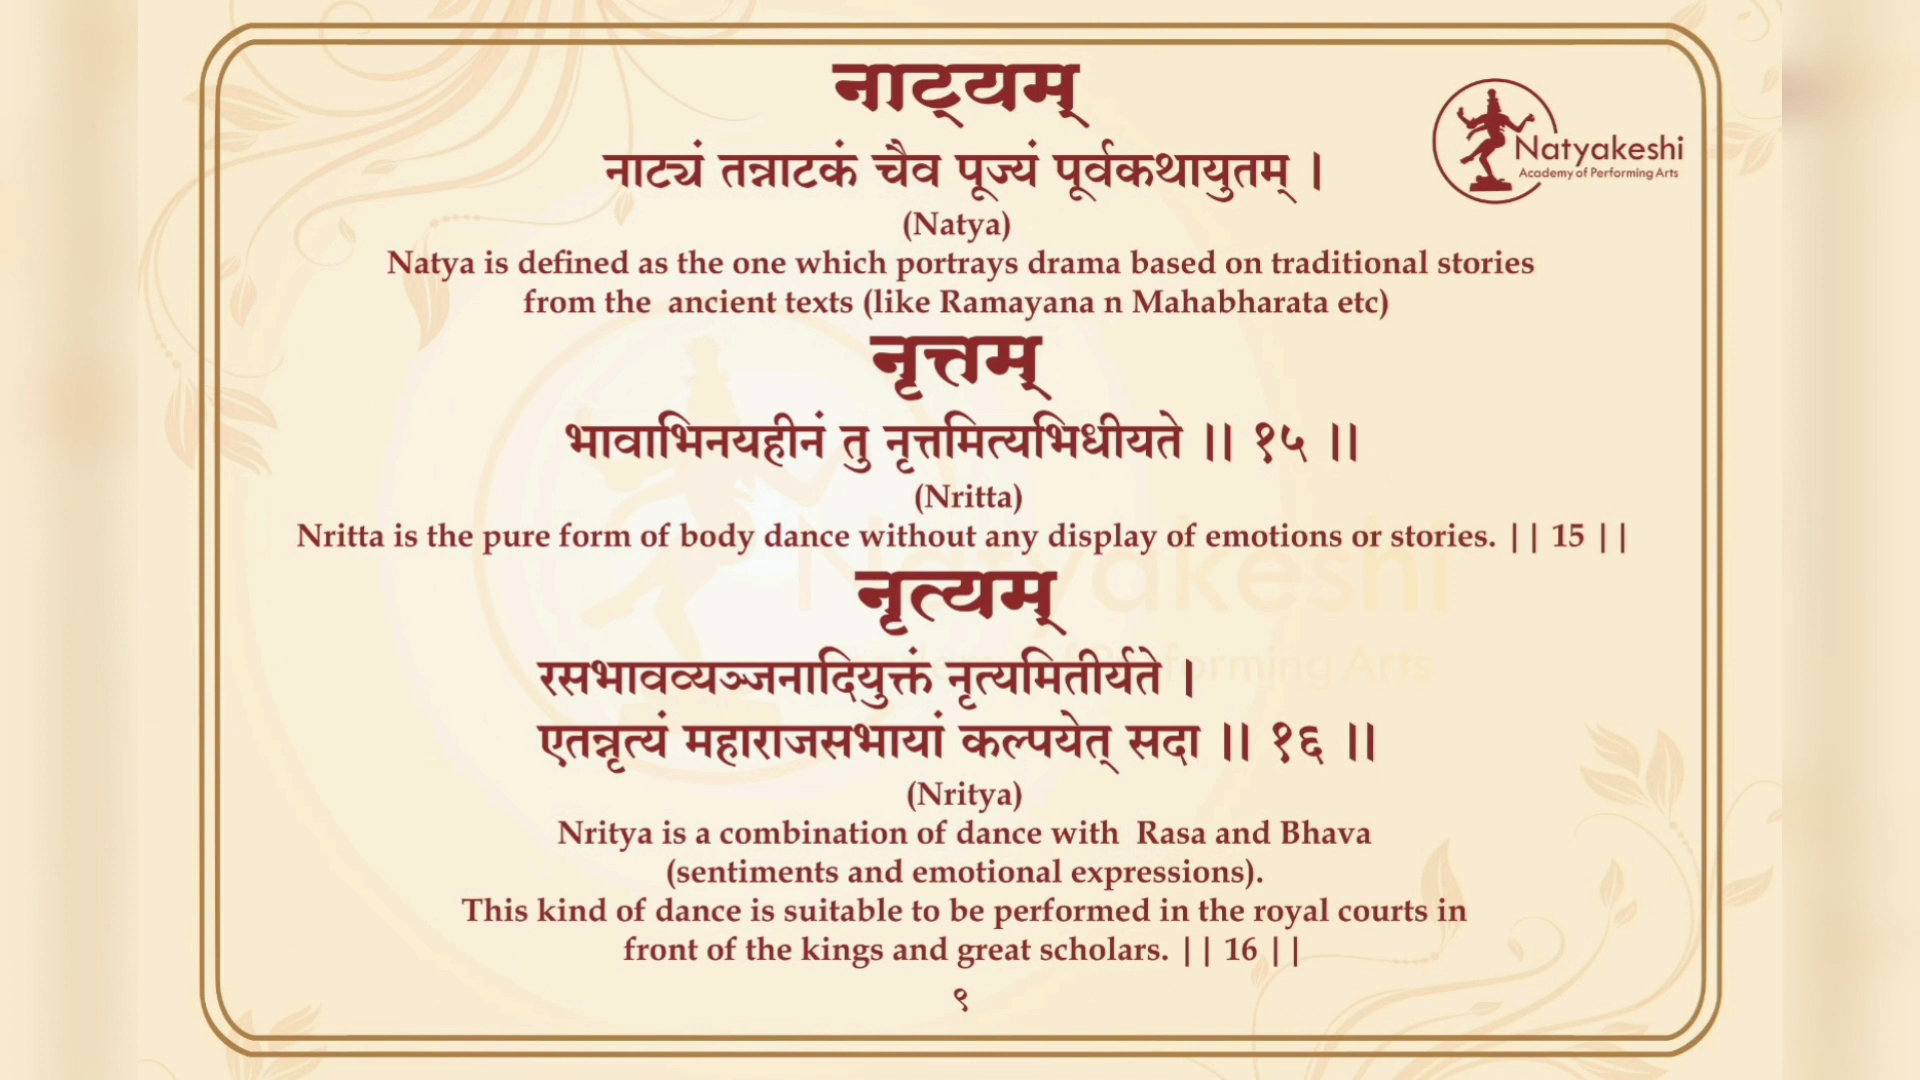 नाट्यम्
Natyakeshi
Academy of Performing Arts
नाट्यं तन्नाटकं चैव पूज्यं पूर्वकथायुतम् ।
(Natya)
Natya is defined as the one which portrays drama based on traditional stories
from the ancient texts (like Ramayana n Mahabharata etc)
नृत्तम्
भावाभिनयहीनं तु नृत्तमित्यभिधीयते ।। १५ ।।
(Nritta)
Nritta is the pure form of body dance without any display of emotions or stories. || 15 ||
नृत्यम्
रसभावव्यञ्जनादियुक्तं नृत्यमितीर्यते ।
एतन्नृत्यं महाराजसभायां कल्पयेत् सदा ।। १६ ।।
(Nritya)
Nritya is a combination of dance with Rasa and Bhava
(sentiments and emotional expressions).
This kind of dance is suitable to be performed in the royal courts in
front of the kings and great scholars. || 16 ||
९